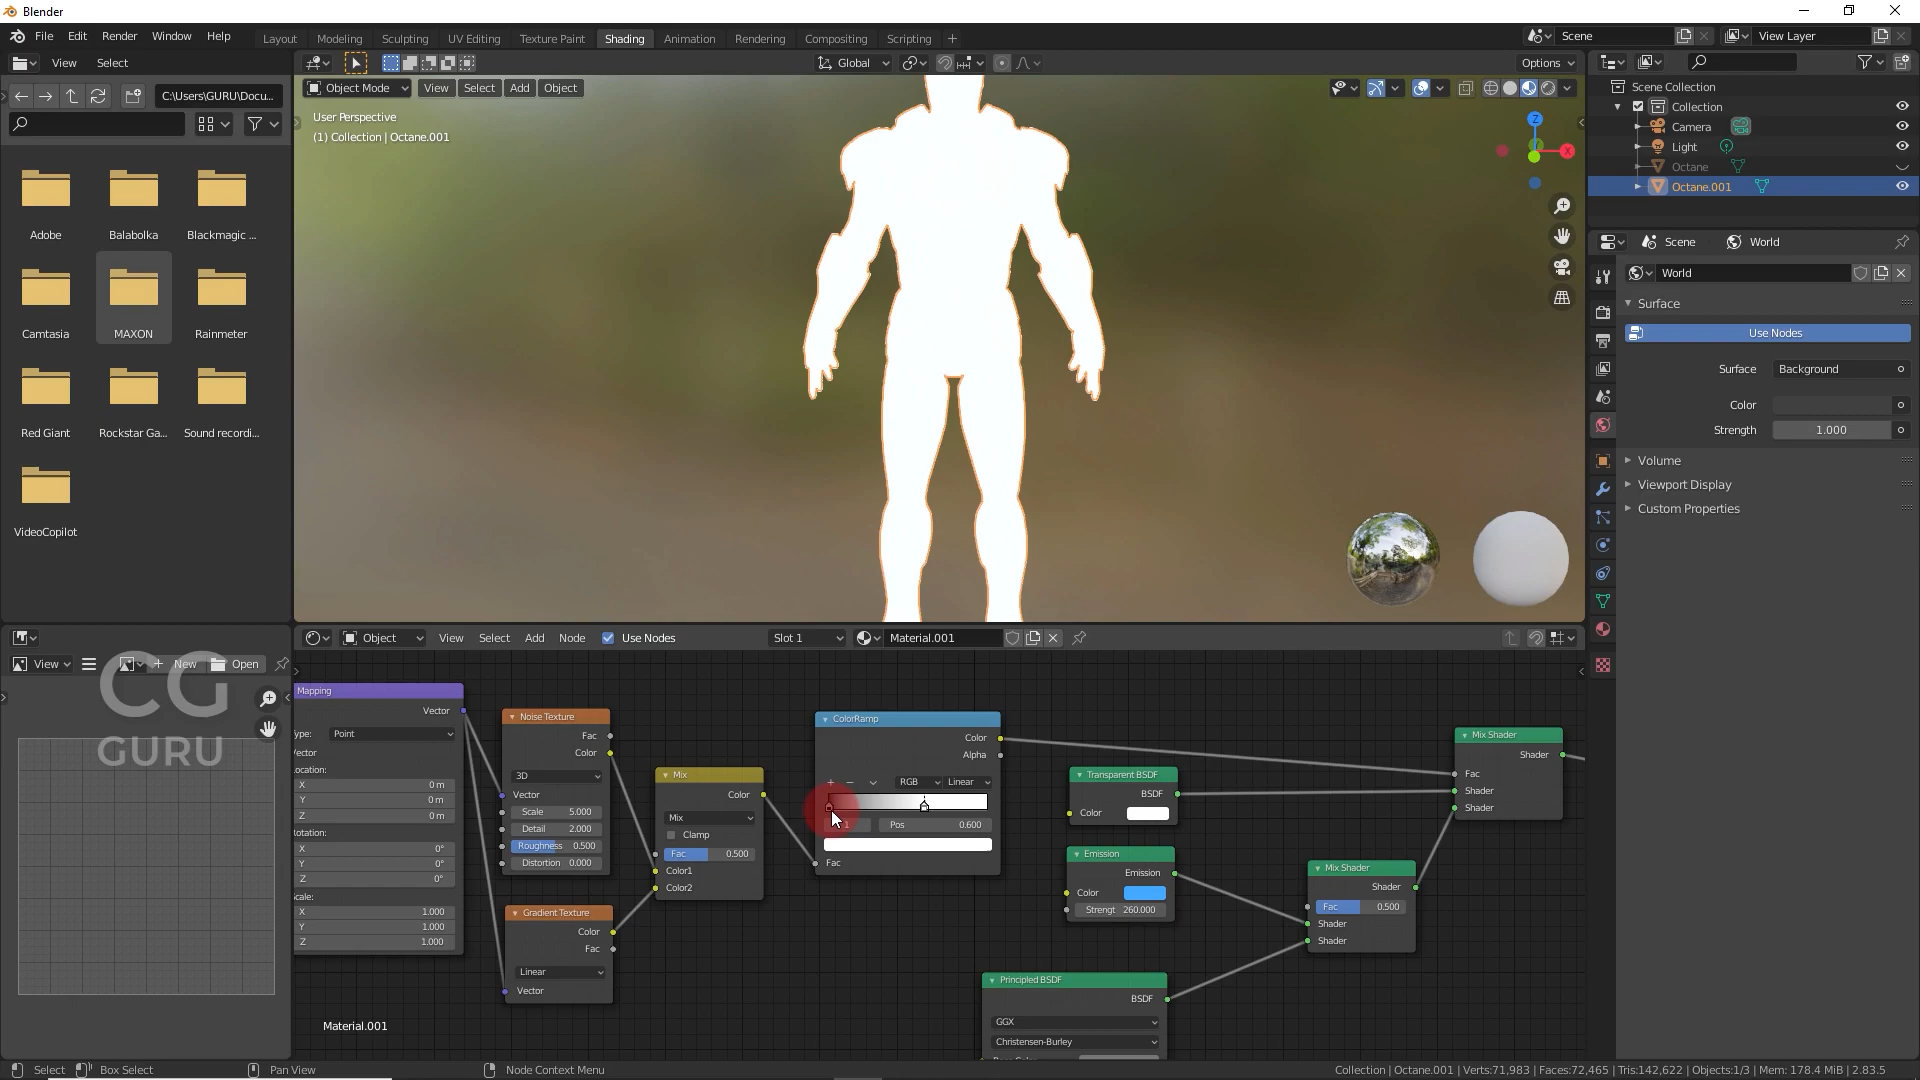 Blender
File Edit Render Window Help
Layout Modeling Sculpting UV Editing Texture Paint Shading Animation Rendering Compositing Scripting
Scene View Layer
View Select
Global
Options
C:\Users\GURU\Docu...
Object Mode View Select Add Object
User Perspective
(1) Collection | Octane.001
Z
X
Scene Collection
Collection
Camera
Light
Octane
Octane.001
Adobe
Balabolka
Blackmagic ...
Camtasia
MAXON
Rainmeter
Red Giant
Rockstar Ga...
Sound recordi...
VideoCopilot
Scene World
World
Surface
Use Nodes
Surface Background
Color
Strength 1.000
Volume
Viewport Display
Custom Properties
Object View Select Add Node Use Nodes Slot 1 Material.001
View New Open
CG
GURU
Mapping
Vector
Type: Point
Vector
Location:
X 0 m
Y 0 m
Z 0 m
Rotation:
X 0°
Y 0°
Z 0°
Scale:
X 1.000
Y 1.000
Z 1.000
Noise Texture
Fac
Color
3D
Vector
Scale 5.000
Detail 2.000
Roughness 0.500
Distortion 0.000
Gradient Texture
Color
Fac
Linear
Vector
Mix
Color
Mix
Clamp
Fac 0.500
Color1
Color2
ColorRamp
Color
Alpha
RGB Linear
1 Pos 0.600
Fac
Transparent BSDF
BSDF
Color
Emission
Emission
Color
Strengt 260.000
Principled BSDF
BSDF
GGX
Christensen-Burley
Mix Shader
Shader
Fac 0.500
Shader
Shader
Mix Shader
Shader
Fac
Shader
Shader
Material.001
Select Box Select Pan View Node Context Menu
Collection | Octane.001 | Verts:71,983 | Faces:72,465 | Tris:142,622 | Objects:1/3 | Mem: 178.4 MiB | 2.83.5